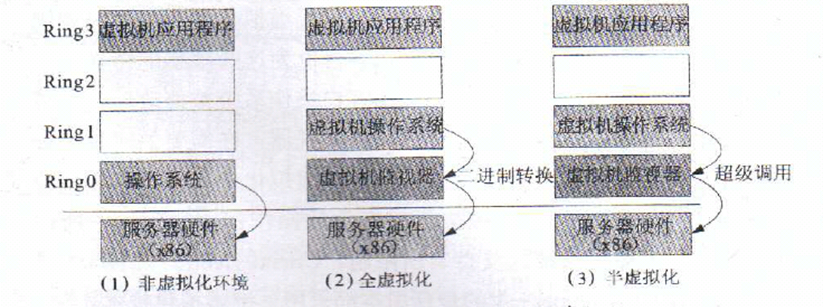 Ring3 虚拟机应用程序 虚拟机应用程序 虚拟机应用程序
Ring2
Ring1 虚拟机操作系统 虚拟机操作系统
Ring0 操作系统 虚拟机监视器 二进制转换 虚拟机监视器 超级调用
服务器硬件 服务器硬件 服务器硬件
(x86) (x86) (x86)
(1) 非虚拟化环境 (2) 全虚拟化 (3) 半虚拟化